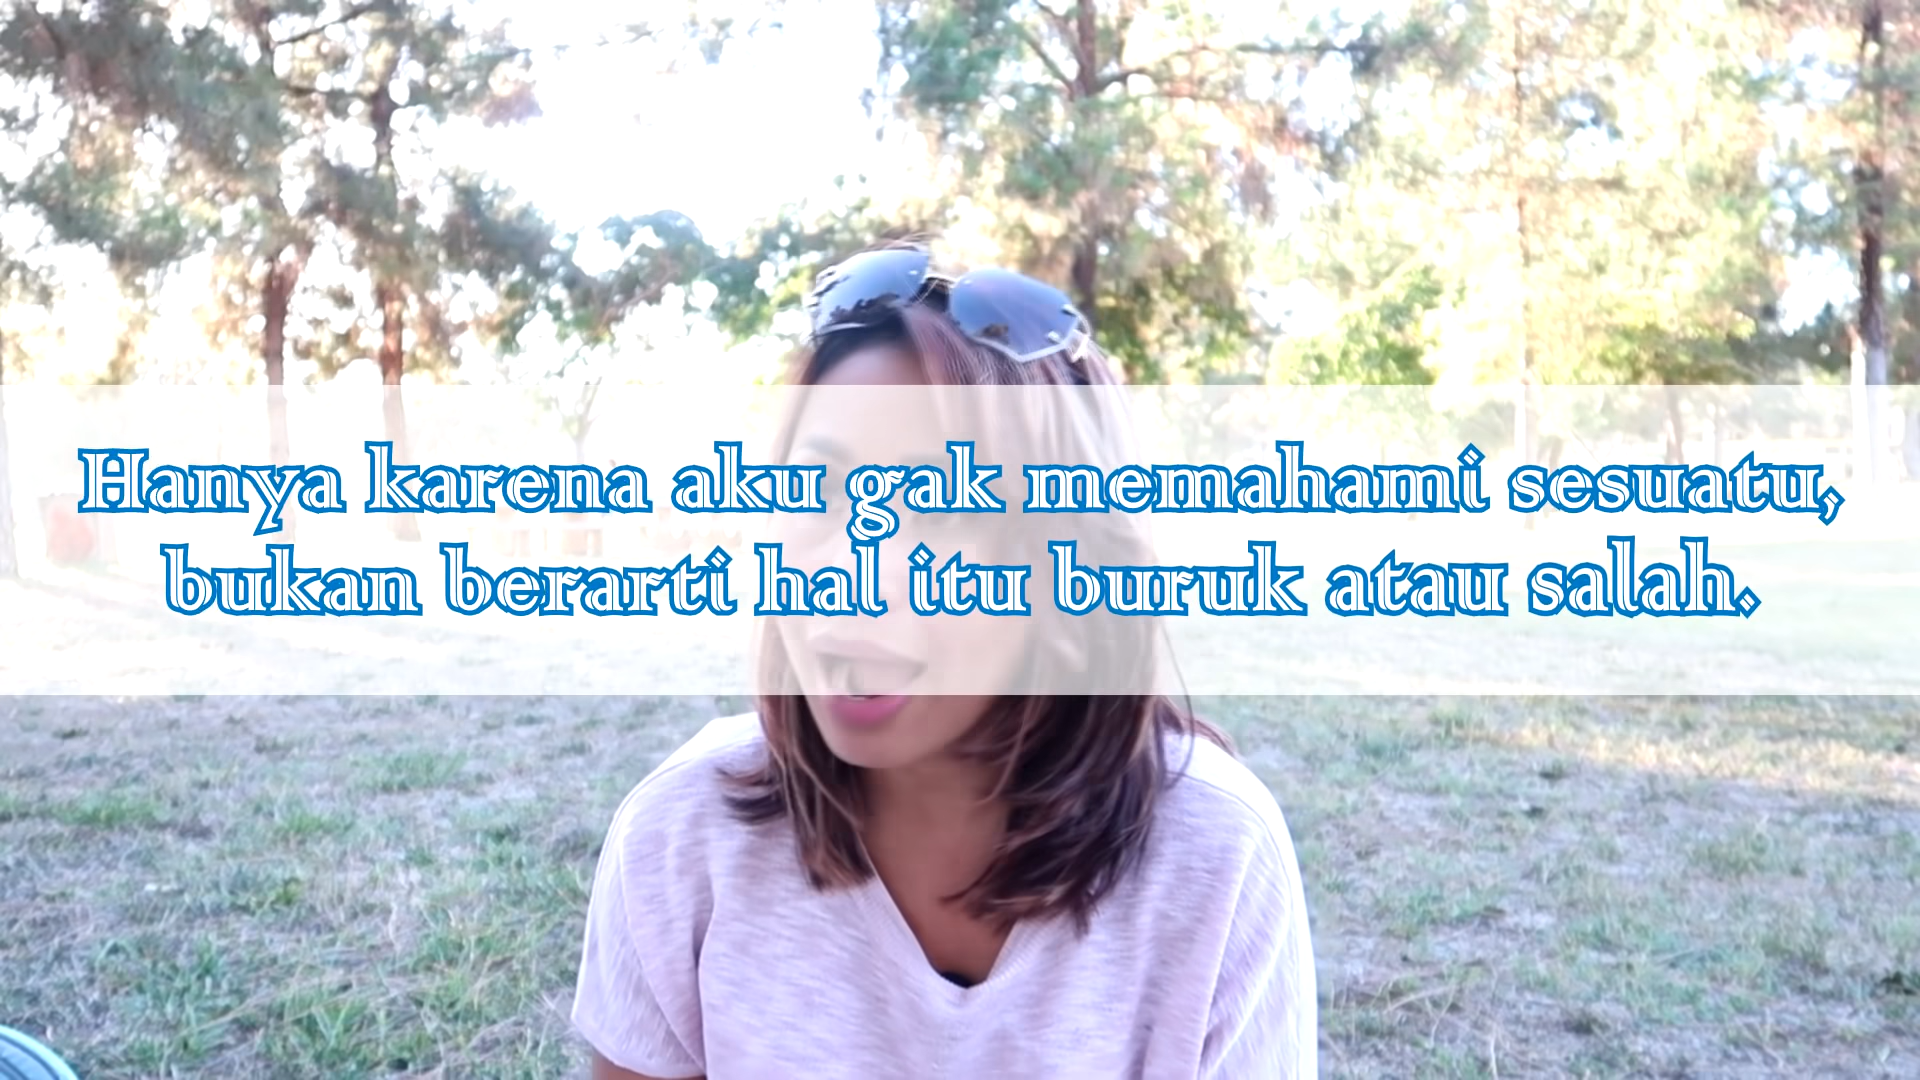 Hanya karena aku gak memahami sesuatu,
bukan berarti hal itu buruk atau salah.